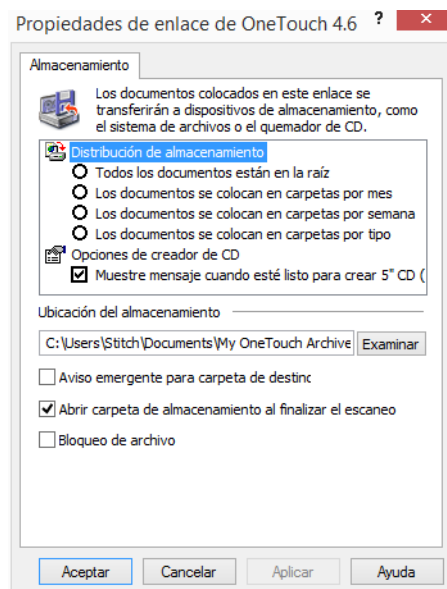 Propiedades de enlace de OneTouch 4.6 ? ×
Almacenamiento
Los documentos colocados en este enlace se
transferirán a dispositivos de almacenamiento, como
el sistema de archivos o el quemador de CD.
Distribución de almacenamiento
Todos los documentos están en la raíz
Los documentos se colocan en carpetas por mes
Los documentos se colocan en carpetas por semana
Los documentos se colocan en carpetas por tipo
Opciones de creador de CD
Muestre mensaje cuando esté listo para crear 5" CD (
Ubicación del almacenamiento
C:\Users\Stitch\Documents\My OneTouch Archive Examinar
Aviso emergente para carpeta de destinc
Abrir carpeta de almacenamiento al finalizar el escaneo
Bloqueo de archivo
Aceptar Cancelar Aplicar Ayuda